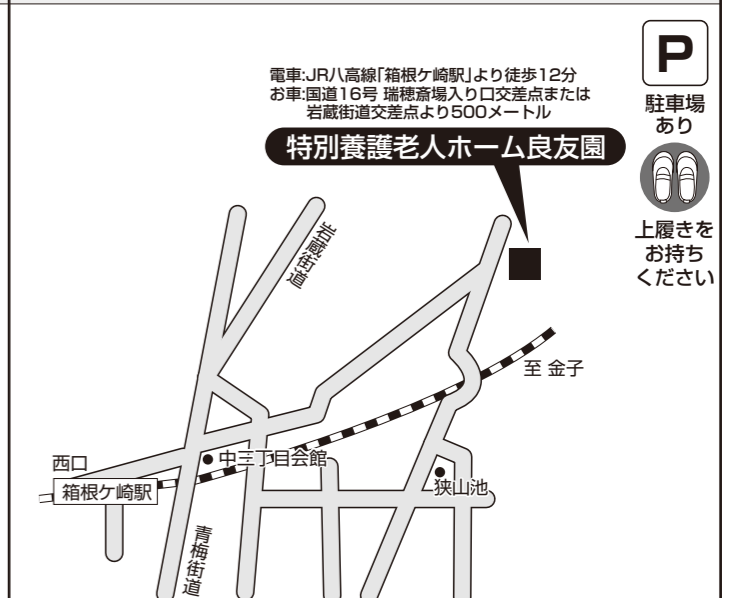 電車:JR八高線「箱根ケ崎駅」より徒歩12分
お車:国道16号 瑞穂斎場入り口交差点または
岩蔵街道交差点より500メートル
特別養護老人ホーム良友園
P
駐車場
あり
上履きを
お持ち
ください
岩蔵街道
至 金子
西口
箱根ケ崎駅
中三丁目会館
狭山池
青梅街道